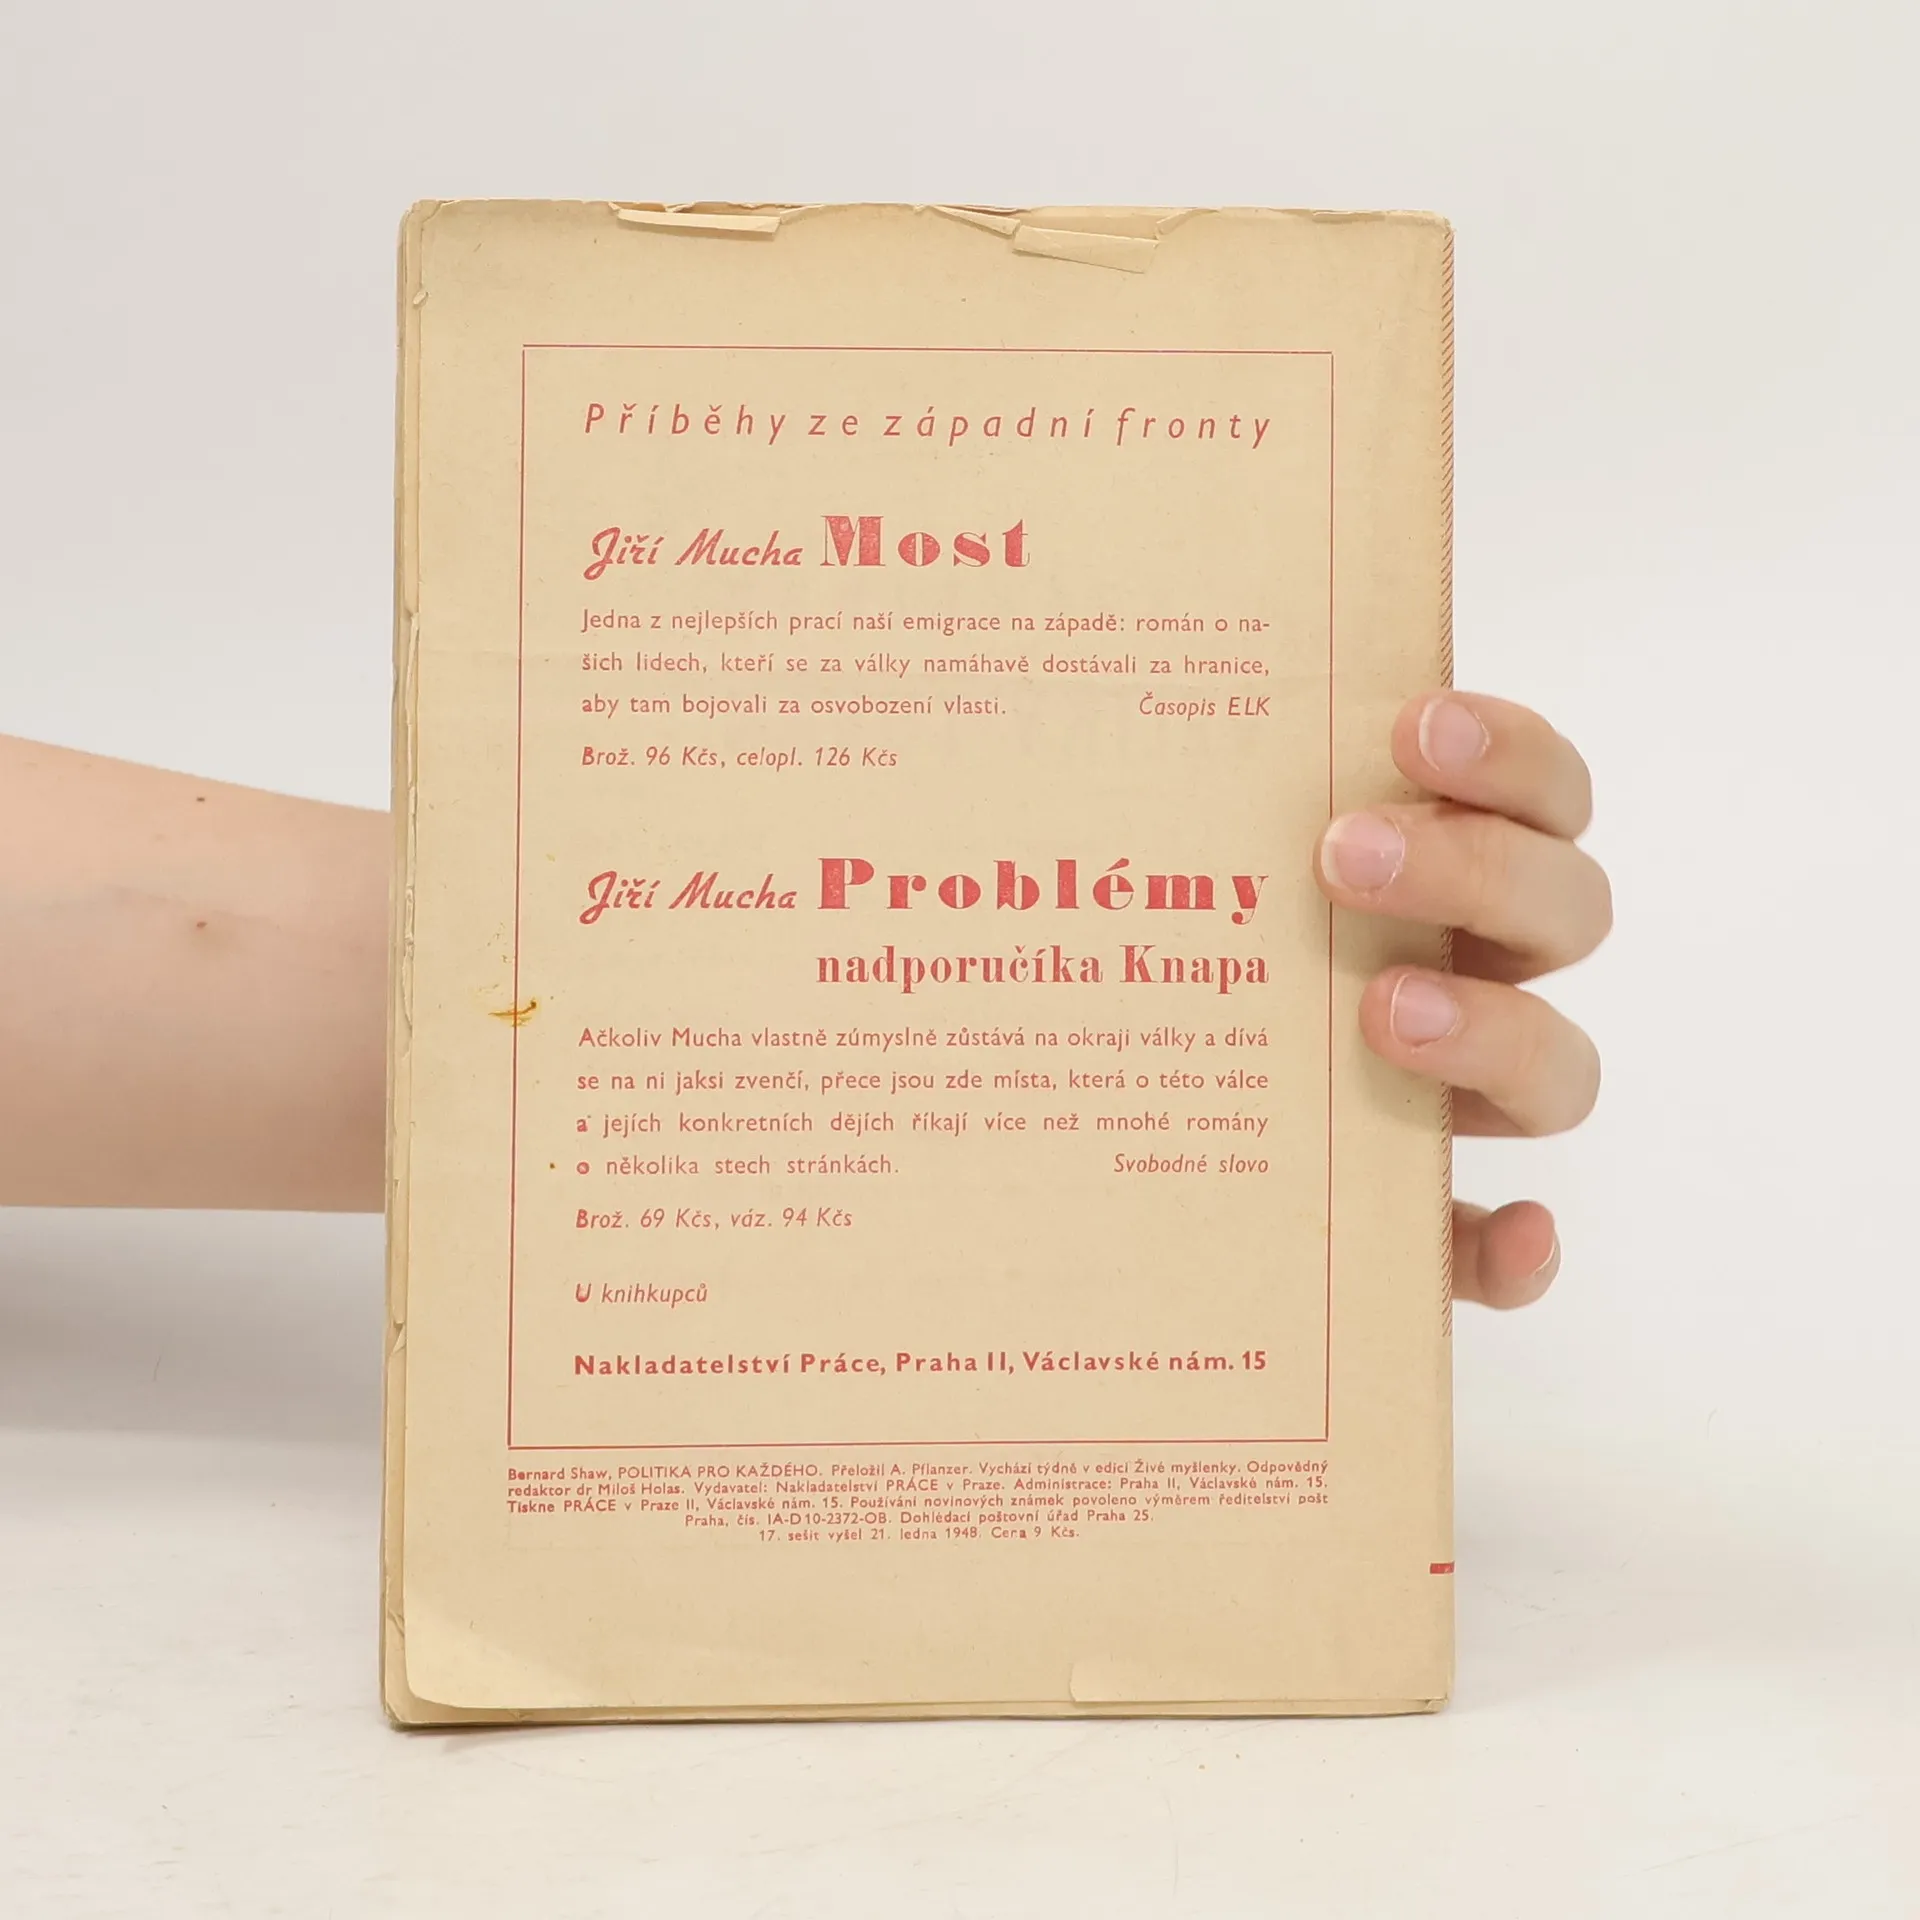 Příběhy ze západní fronty
Jiří Mucha Most
Jedna z nejlepších prací naší emigrace na západě: román o na-
šich lidech, kteří se za války namáhavě dostávali za hranice,
aby tam bojovali za osvobození vlasti. Časopis ELK
Brož. 96 Kčs, celopl. 126 Kčs
Jiří Mucha Problémy
nadporučíka Knapa
Ačkoliv Mucha vlastně zúmyslně zůstává na okraji války a dívá
se na ni jaksi zvenčí, přece jsou zde místa, která o této válce
a jejích konkretních dějích říkají více než mnohé romány
o několika stech stránkách. Svobodné slovo
Brož. 69 Kčs, váz. 94 Kčs
U knihkupců
Nakladatelství Práce, Praha II, Václavské nám. 15
Bernard Shaw, POLITIKA PRO KAŽDÉHO. Přeložil A. Pflanzer. Vychází týdně v edici Živé myšlenky. Odpovědný
redaktor dr Miloš Holas. Vydavatel: Nakladatelství PRÁCE v Praze. Administrace: Praha II, Václavské nám. 15.
Tiskne PRÁCE v Praze II, Václavské nám. 15. Používání novinových známek povoleno výměrem ředitelství pošt
Praha, čís. IA-D10-2372-OB. Dohlédací poštovní úřad Praha 25.
17. sešit vyšel 21. ledna 1948. Cena 9 Kčs.